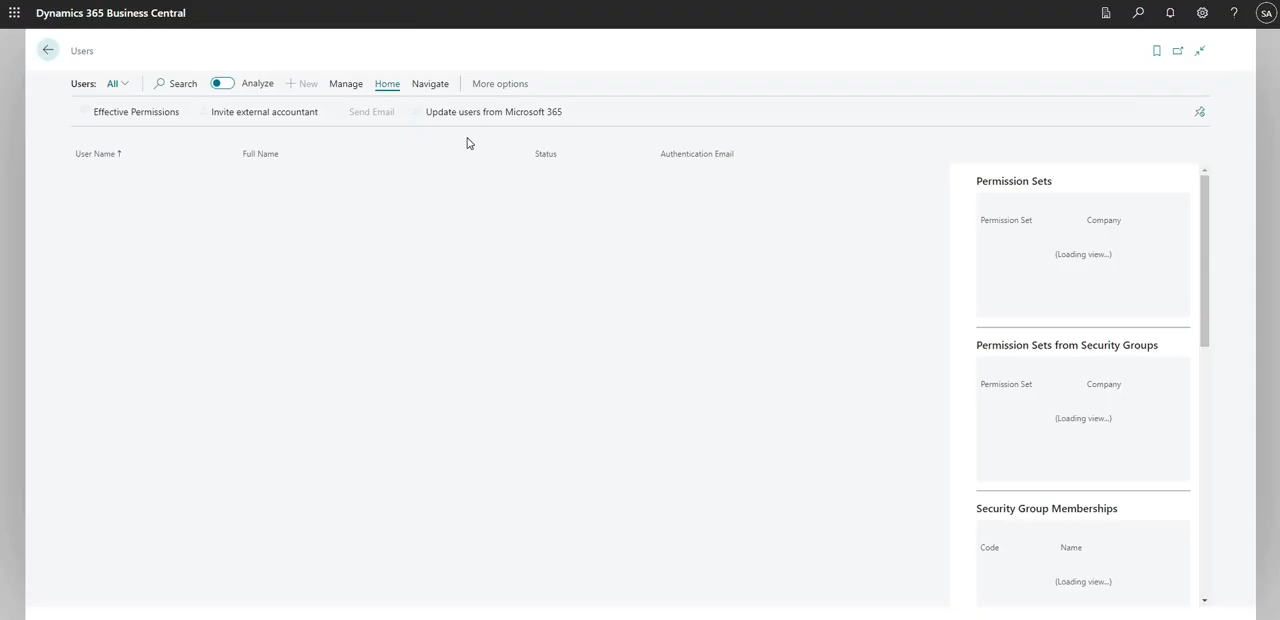 Dynamics 365 Business Central
SA
Users
Users: All Search Analyze New Manage Home Navigate More options
Effective Permissions Invite external accountant Send Email Update users from Microsoft 365
User Name ↑ Full Name Status Authentication Email
Permission Sets
Permission Set Company
(Loading view...)
Permission Sets from Security Groups
Permission Set Company
(Loading view...)
Security Group Memberships
Code Name
(Loading view...)